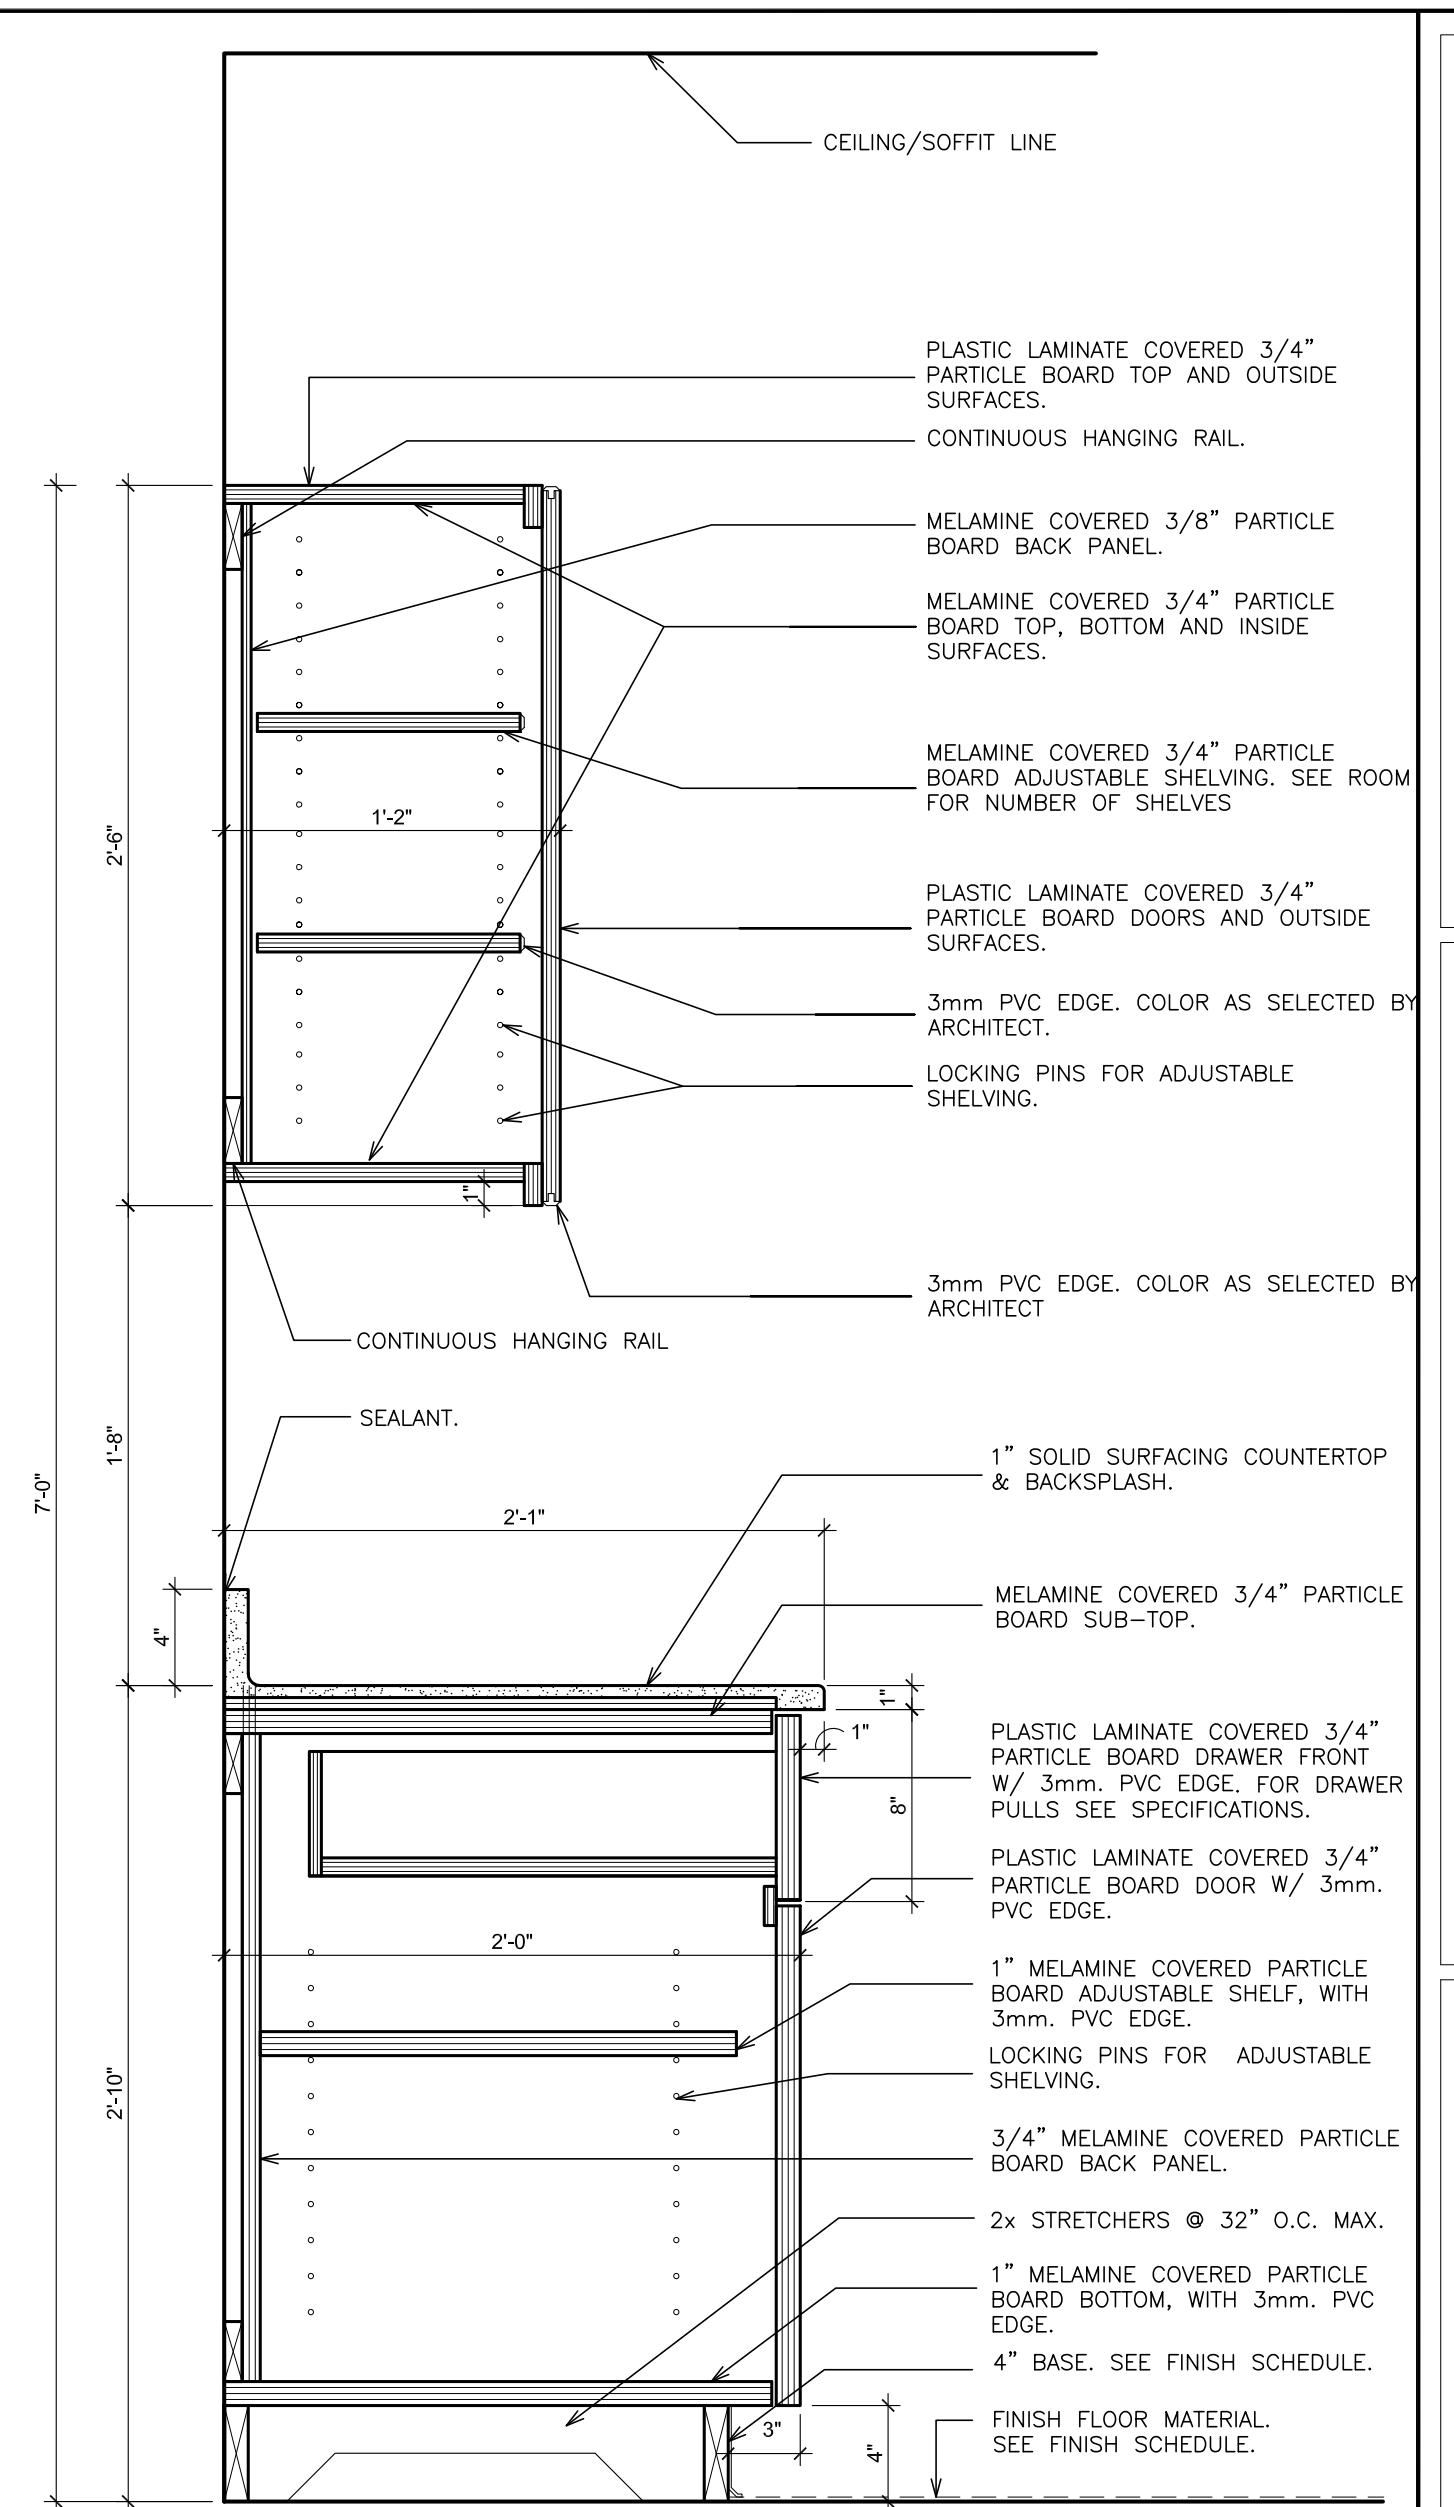 CEILING/SOFFIT LINE
PLASTIC LAMINATE COVERED 3/4”
PARTICLE BOARD TOP AND OUTSIDE
SURFACES.
CONTINUOUS HANGING RAIL.
MELAMINE COVERED 3/8” PARTICLE
BOARD BACK PANEL.
MELAMINE COVERED 3/4” PARTICLE
BOARD TOP, BOTTOM AND INSIDE
SURFACES.
MELAMINE COVERED 3/4” PARTICLE
BOARD ADJUSTABLE SHELVING. SEE ROOM
FOR NUMBER OF SHELVES
1'-2"
2'-6"
PLASTIC LAMINATE COVERED 3/4”
PARTICLE BOARD DOORS AND OUTSIDE
SURFACES.
3mm PVC EDGE. COLOR AS SELECTED BY
ARCHITECT.
LOCKING PINS FOR ADJUSTABLE
SHELVING.
1"
3mm PVC EDGE. COLOR AS SELECTED BY
ARCHITECT
CONTINUOUS HANGING RAIL
SEALANT.
1'-8"
7'-0"
1” SOLID SURFACING COUNTERTOP
& BACKSPLASH.
2'-1"
MELAMINE COVERED 3/4” PARTICLE
BOARD SUB-TOP.
4"
1"
1"
PLASTIC LAMINATE COVERED 3/4”
PARTICLE BOARD DRAWER FRONT
W/ 3mm. PVC EDGE. FOR DRAWER
PULLS SEE SPECIFICATIONS.
8"
PLASTIC LAMINATE COVERED 3/4”
PARTICLE BOARD DOOR W/ 3mm.
PVC EDGE.
2'-0"
1” MELAMINE COVERED PARTICLE
BOARD ADJUSTABLE SHELF, WITH
3mm. PVC EDGE.
LOCKING PINS FOR ADJUSTABLE
SHELVING.
2'-10"
3/4” MELAMINE COVERED PARTICLE
BOARD BACK PANEL.
2x STRETCHERS @ 32” O.C. MAX.
1” MELAMINE COVERED PARTICLE
BOARD BOTTOM, WITH 3mm. PVC
EDGE.
4” BASE. SEE FINISH SCHEDULE.
3"
4"
FINISH FLOOR MATERIAL.
SEE FINISH SCHEDULE.